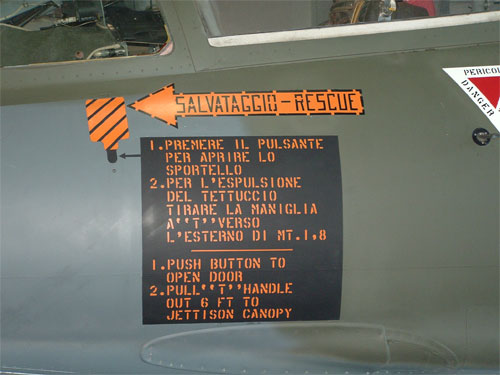 SALVATAGGIO-RESCUE
PERICOL
DANGER
1.PREMERE IL PULSANTE
PER APRIRE LO
SPORTELLO
2.PER L'ESPULSIONE
DEL TETTUCCIO
TIRARE LA MANIGLIA
A"T"VERSO
L'ESTERNO DI MT.1,8
1.PUSH BUTTON TO
OPEN DOOR
2.PULL"T"HANDLE
OUT 6 FT TO
JETTISON CANOPY